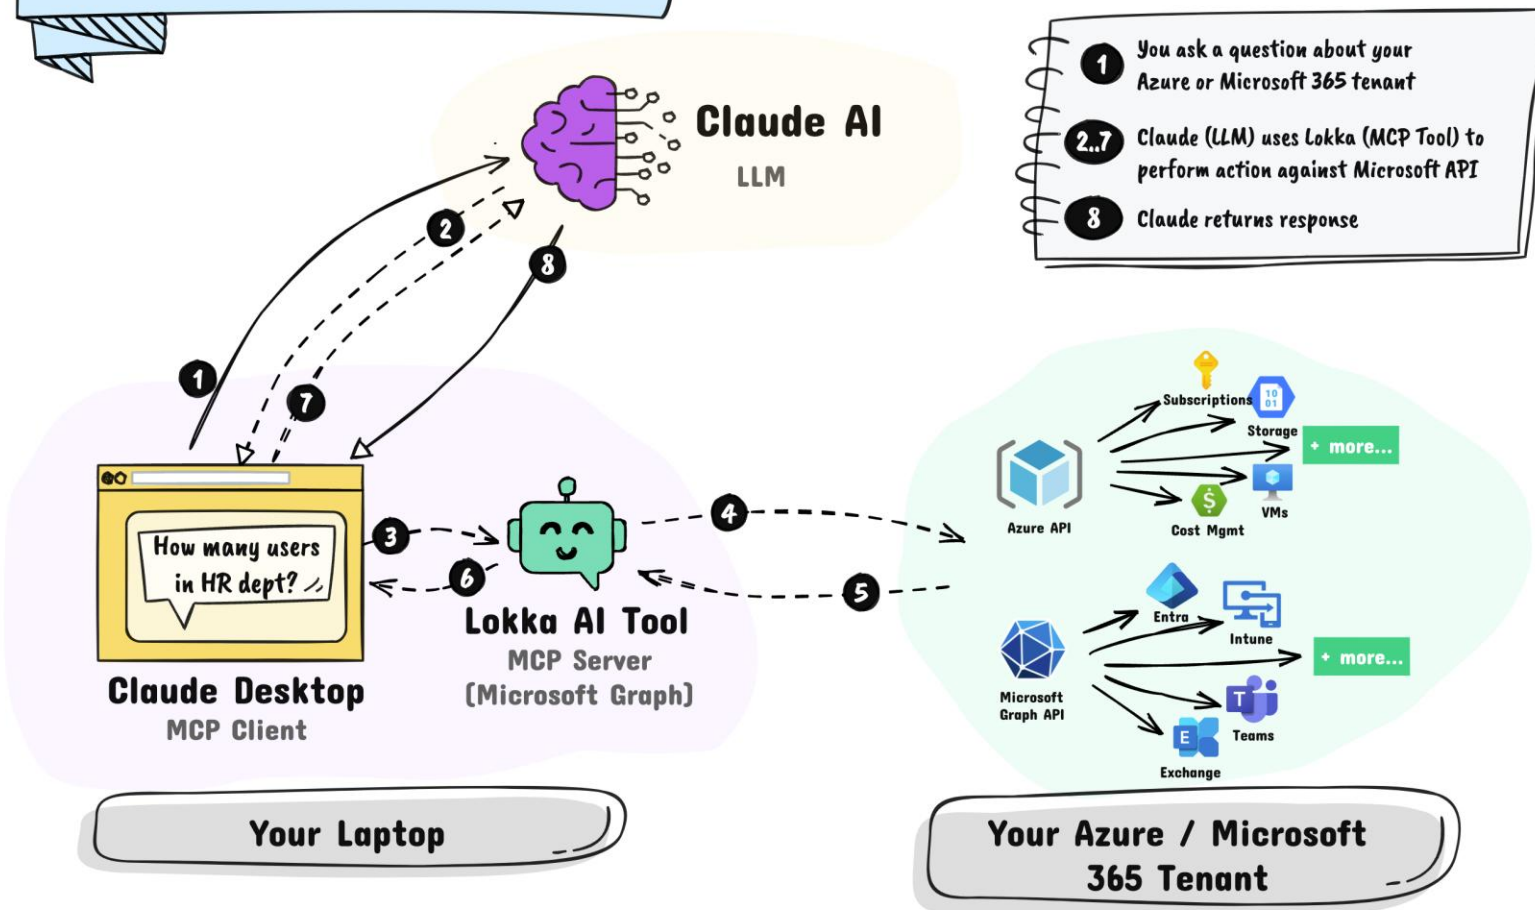 Claude AI
LLM
1
You ask a question about your
Azure or Microsoft 365 tenant
2..7
Claude (LLM) uses Lokka (MCP Tool) to
perform action against Microsoft API
8
Claude returns response
2
8
1
7
How many users
in HR dept?
3
6
4
5
Claude Desktop
MCP Client
Lokka AI Tool
MCP Server
(Microsoft Graph)
Subscriptions
10
01
Storage
+ more...
Azure API
$
Cost Mgmt
VMs
Entra
Intune
+ more...
Microsoft
Graph API
T
Teams
E
Exchange
Your Laptop
Your Azure / Microsoft
365 Tenant